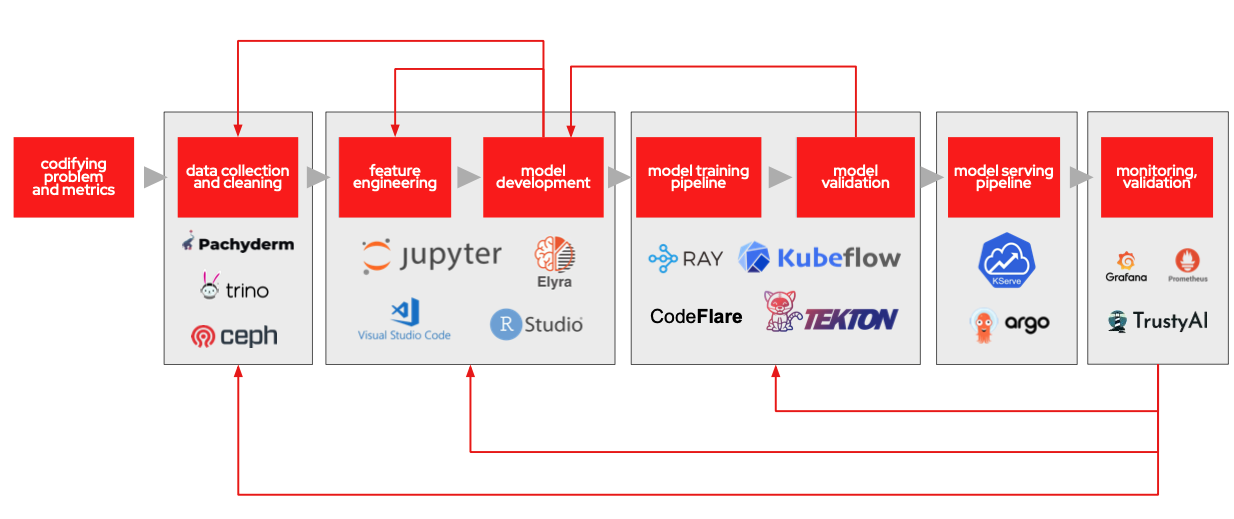 codifying
problem
and metrics
data collection
and cleaning
feature
engineering
model
development
model training
pipeline
model
validation
model serving
pipeline
monitoring,
validation
Pachyderm
trino
ceph
jupyter
Elyra
Visual Studio Code
R Studio
RAY
Kubeflow
CodeFlare
TEKTON
KServe
argo
Grafana
Prometheus
TrustyAI